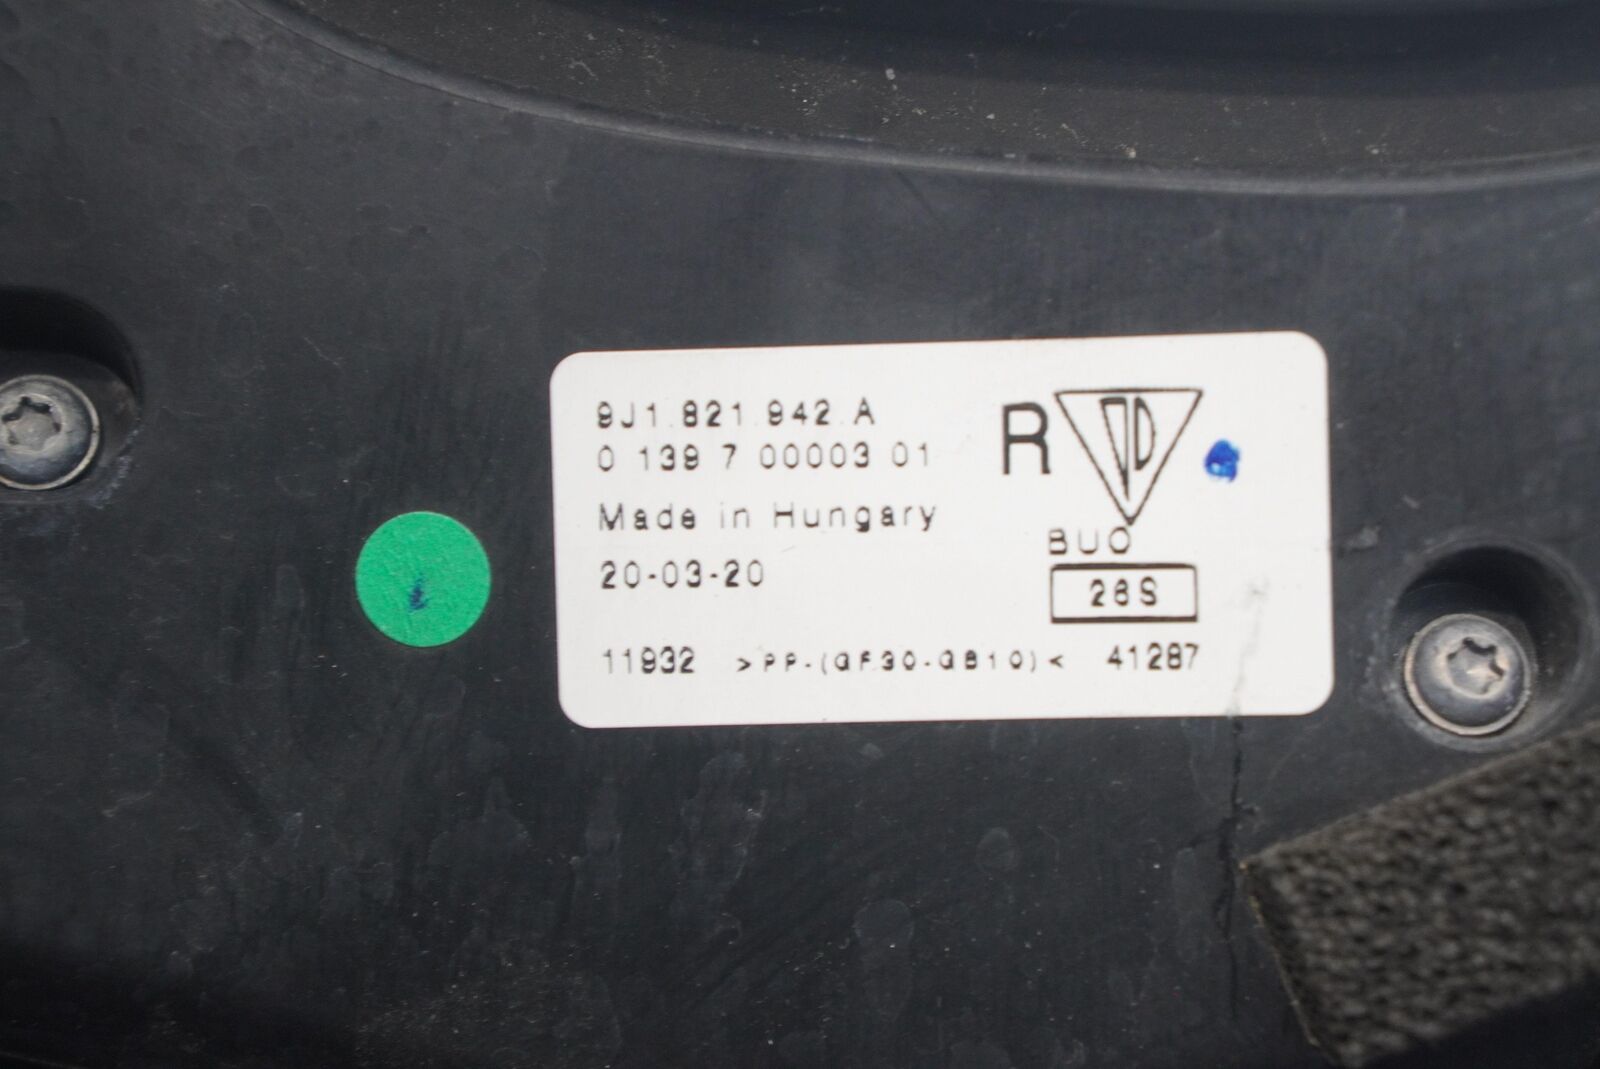 9J1.821.942.A
0 139 7 00003 01
Made in Hungary
20-03-20
R
BUO
26S
11932 >PP-(GF30-GB10)< 41287